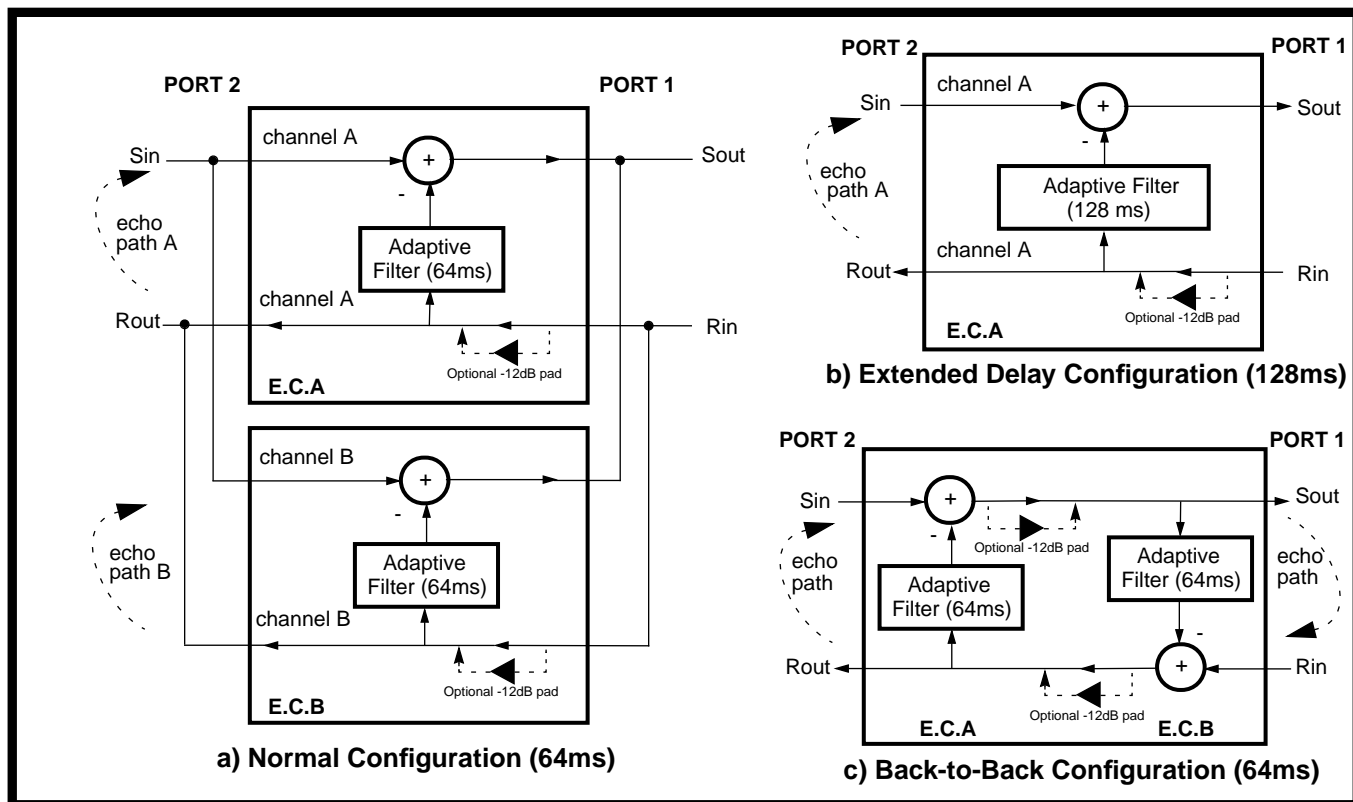 PORT 2
PORT 1
Sin
channel A
+
Sout
-
echo
path A
Adaptive
Filter (64ms)
channel A
Rout
Rin
Optional -12dB pad
E.C.A
channel B
+
-
echo
path B
Adaptive
Filter (64ms)
channel B
Optional -12dB pad
E.C.B
a) Normal Configuration (64ms)
PORT 2
PORT 1
Sin
channel A
+
Sout
-
echo
path A
Adaptive Filter
(128 ms)
channel A
Rout
Rin
Optional -12dB pad
E.C.A
b) Extended Delay Configuration (128ms)
PORT 2
PORT 1
Sin
+
Sout
-
Optional -12dB pad
echo
path
Adaptive
Filter (64ms)
Adaptive
Filter (64ms)
echo
path
-
Rout
+
Rin
Optional -12dB pad
E.C.A
E.C.B
c) Back-to-Back Configuration (64ms)